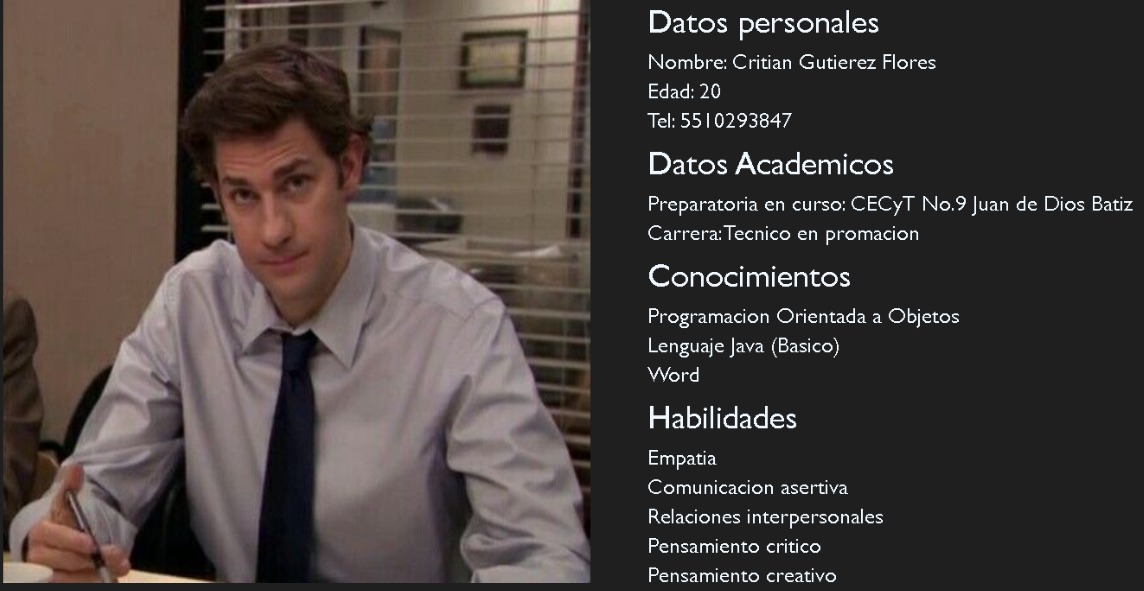 Datos personales
Nombre: Critian Gutierez Flores
Edad: 20
Tel: 5510293847
Datos Academicos
Preparatoria en curso: CECyT No.9 Juan de Dios Batiz
Carrera:Tecnico en promacion
Conocimientos
Programacion Orientada a Objetos
Lenguaje Java (Basico)
Word
Habilidades
Empatia
Comunicacion asertiva
Relaciones interpersonales
Pensamiento critico
Pensamiento creativo